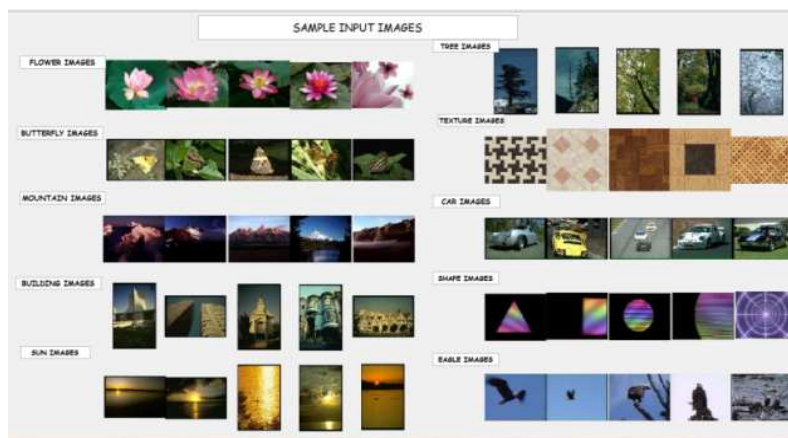 SAMPLE INPUT IMAGES
FLOWER IMAGES
BUTTERFLY IMAGES
MOUNTAIN IMAGES
BUILDING IMAGES
SUN IMAGES
TREE IMAGES
TEXTURE IMAGES
CAR IMAGES
SHAPE IMAGES
EAGLE IMAGES